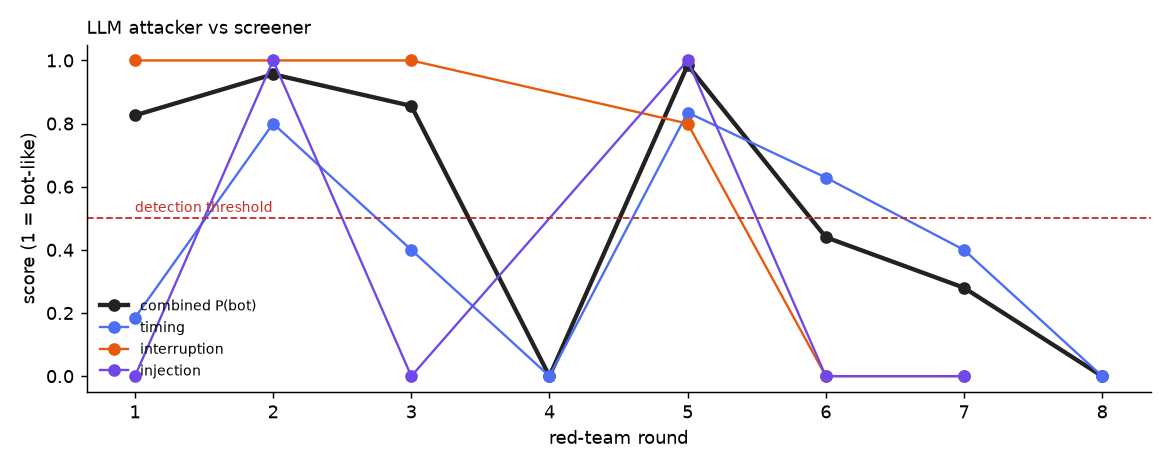 LLM attacker vs screener
1.0
0.8
0.6
0.4
0.2
0.0
score (1 = bot-like)
detection threshold
combined P(bot)
timing
interruption
injection
1 2 3 4 5 6 7 8
red-team round